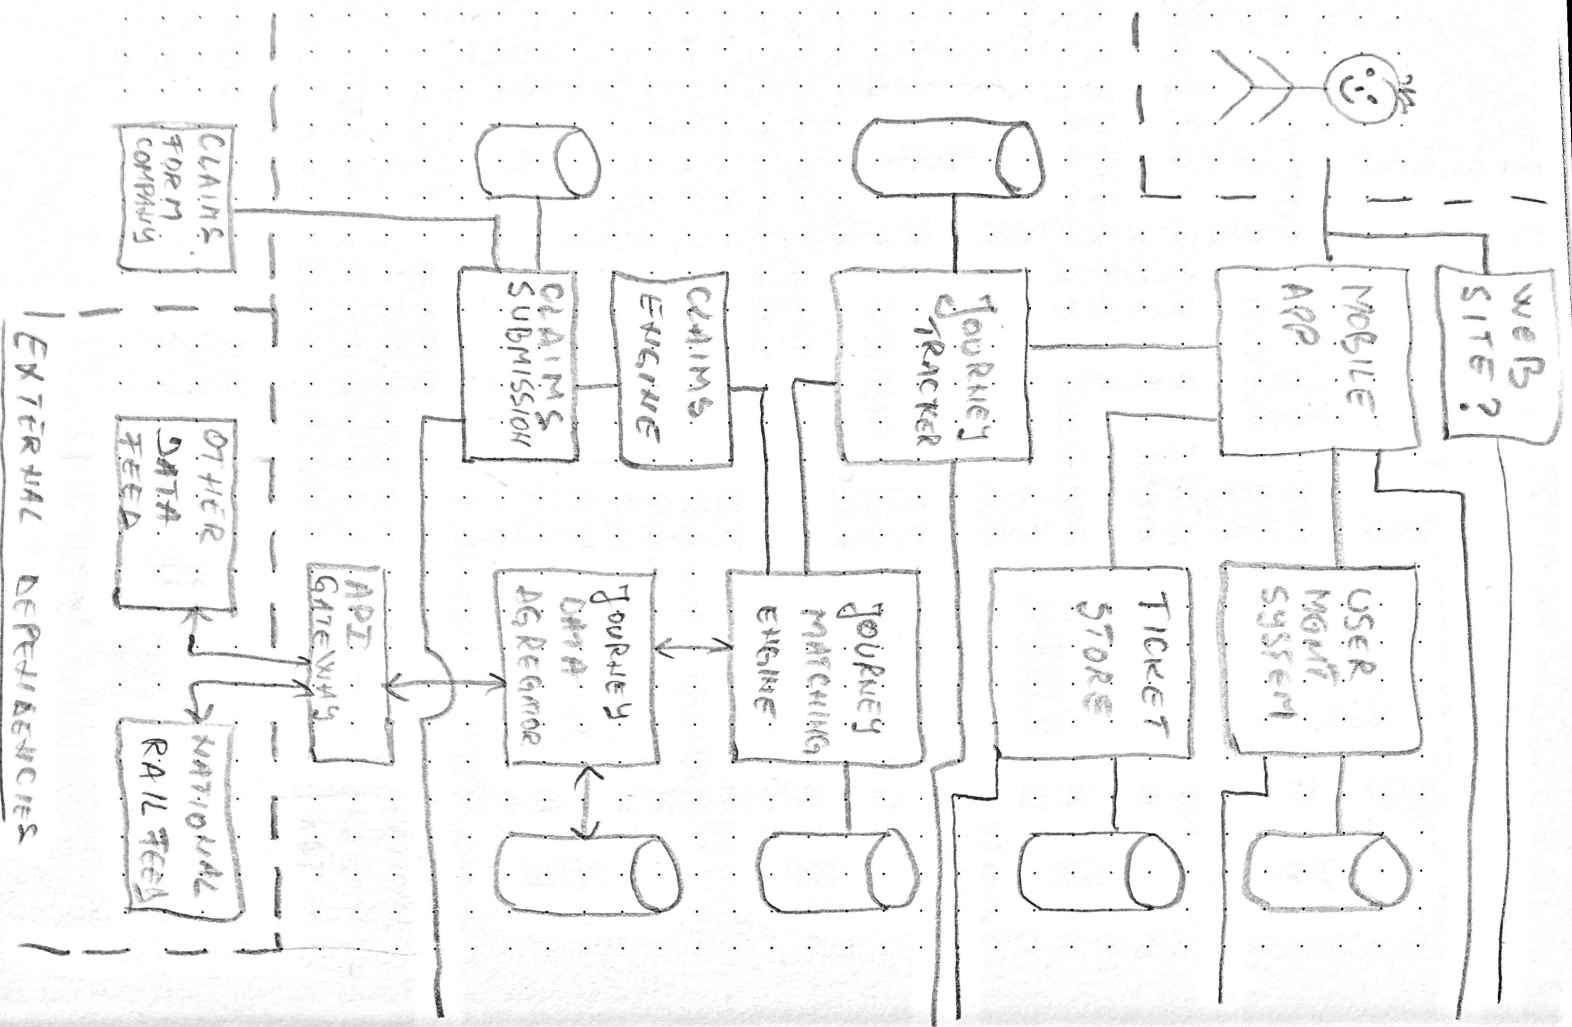 WEB
SITE?
MOBILE
APP
USER
MGMT
SYSTEM
TICKET
STORE
JOURNEY
TRACKER
JOURNEY
MATCHING
ENGINE
CLAIMS
ENGINE
CLAIMS
SUBMISSION
JOURNEY
DATA
AGREGTOR
API
GATEWAY
CLAIMS
FORM
COMPANY
OTHER
DATA
FEED
NATIONAL
RAIL FEED
EXTERNAL DEPENDENCIES